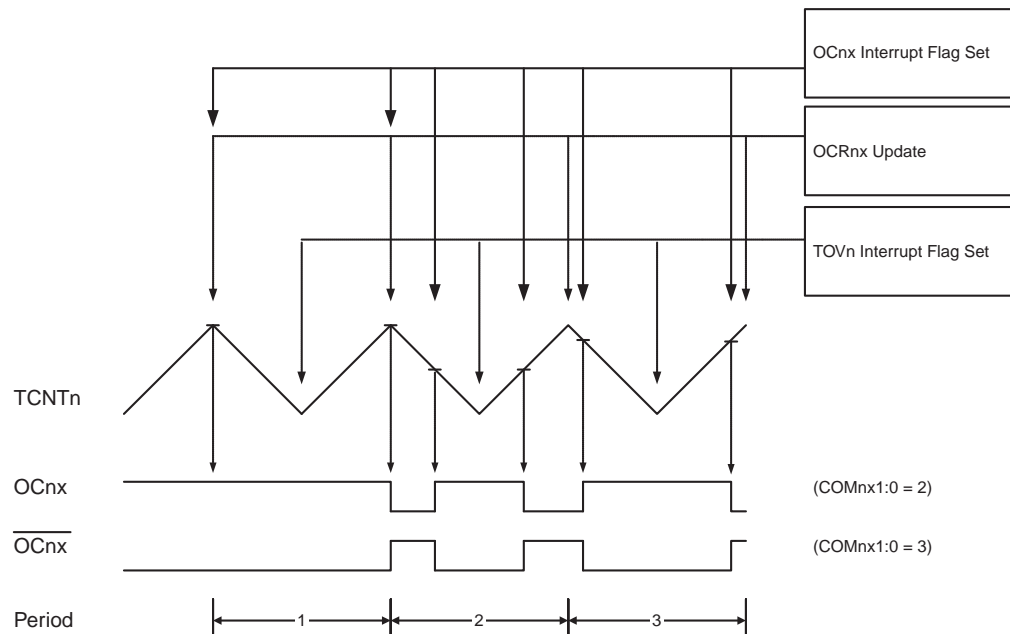 OCnx Interrupt Flag Set
OCRnx Update
TOVn Interrupt Flag Set
TCNTn
OCnx
(COMnx1:0 = 2)
OCnx
(COMnx1:0 = 3)
Period
1
2
3